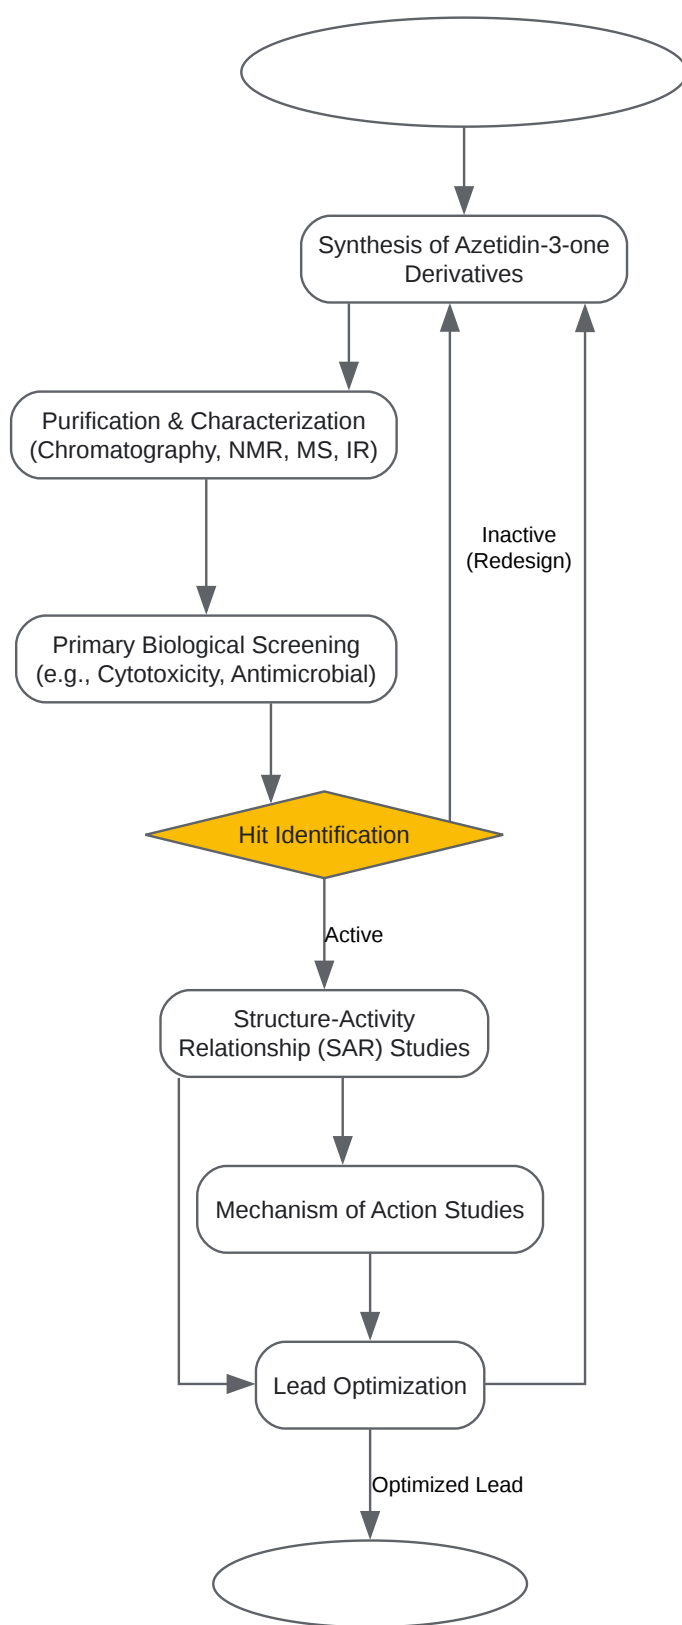 Synthesis of Azetidin-3-one
Derivatives
Purification & Characterization
(Chromatography, NMR, MS, IR)
Inactive
(Redesign)
Primary Biological Screening
(e.g., Cytotoxicity, Antimicrobial)
Hit Identification
Active
Structure-Activity
Relationship (SAR) Studies
Mechanism of Action Studies
Lead Optimization
Optimized Lead